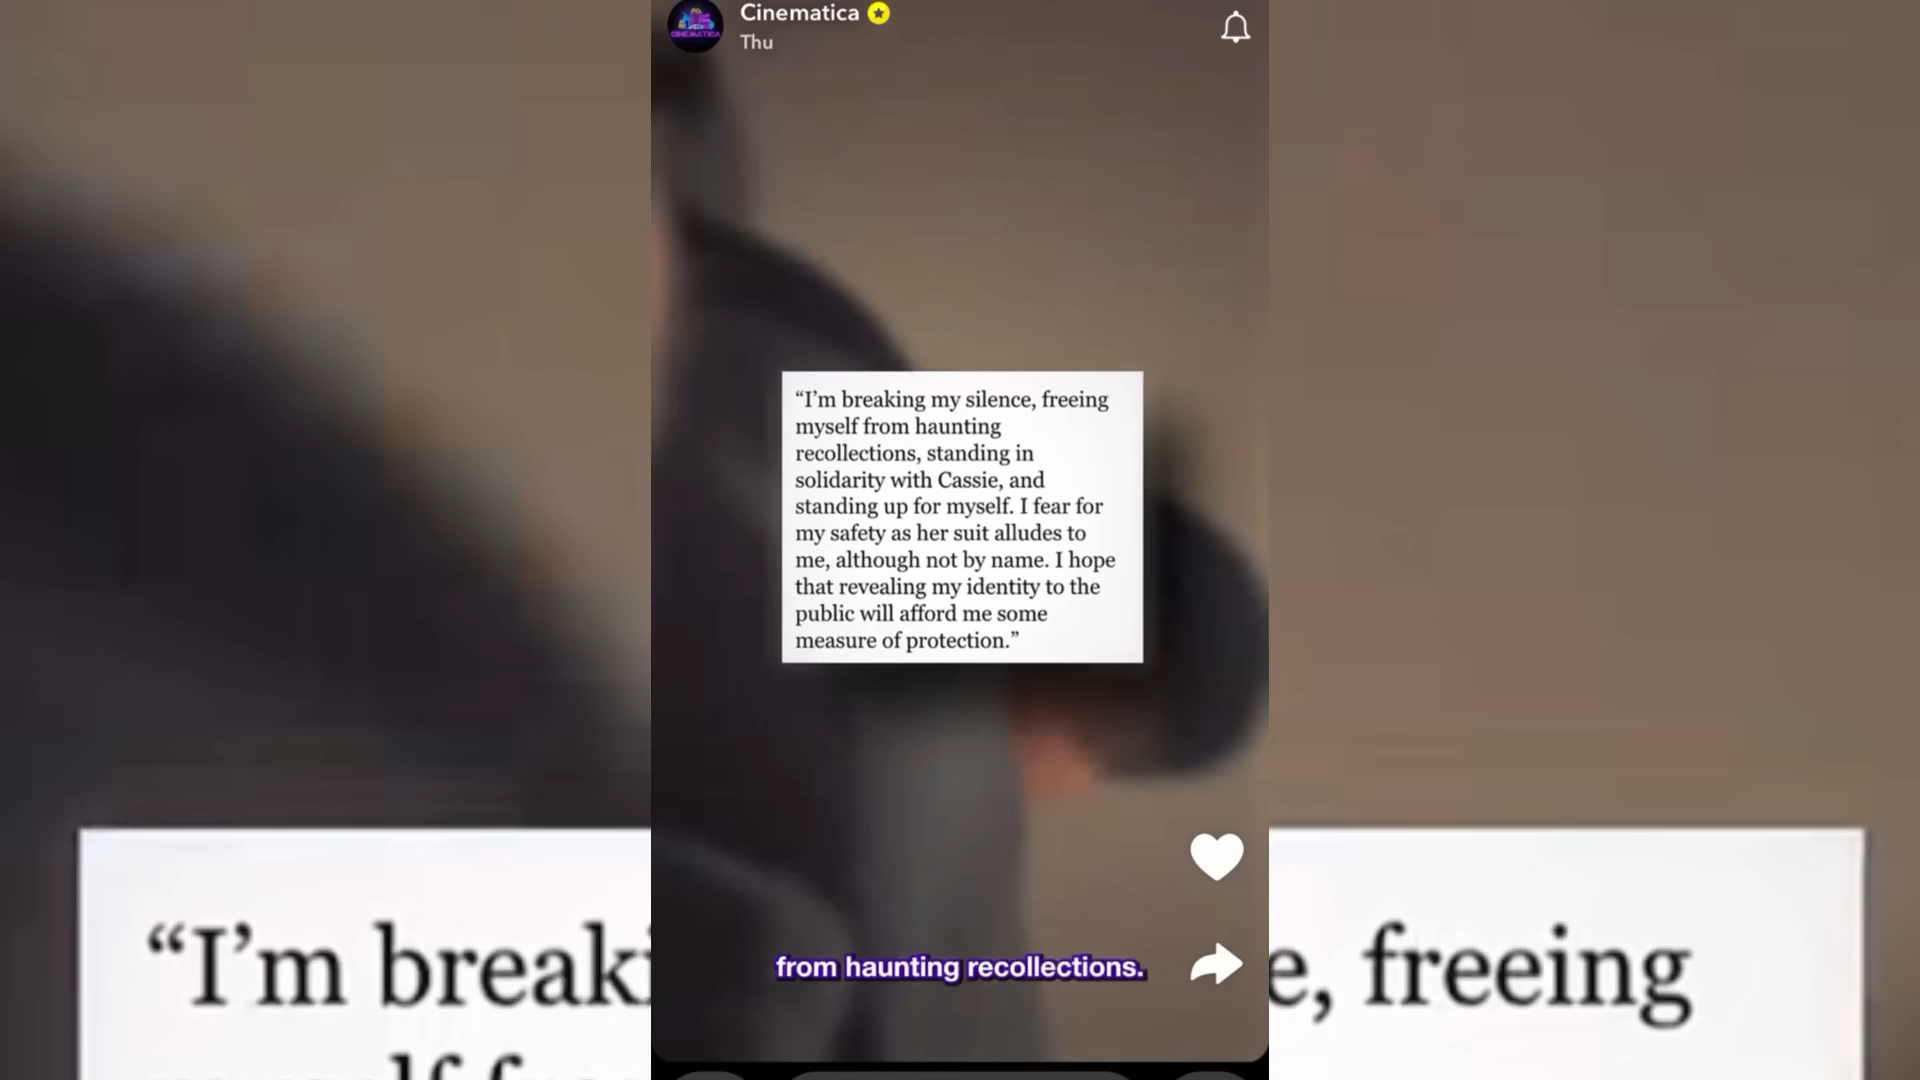 Cinematica
Thu
CINEMATICA
“I’m breaking my silence, freeing
myself from haunting
recollections, standing in
solidarity with Cassie, and
standing up for myself. I fear for
my safety as her suit alludes to
me, although not by name. I hope
that revealing my identity to the
public will afford me some
measure of protection.”
from haunting recollections.
“I’m breaki
e, freeing